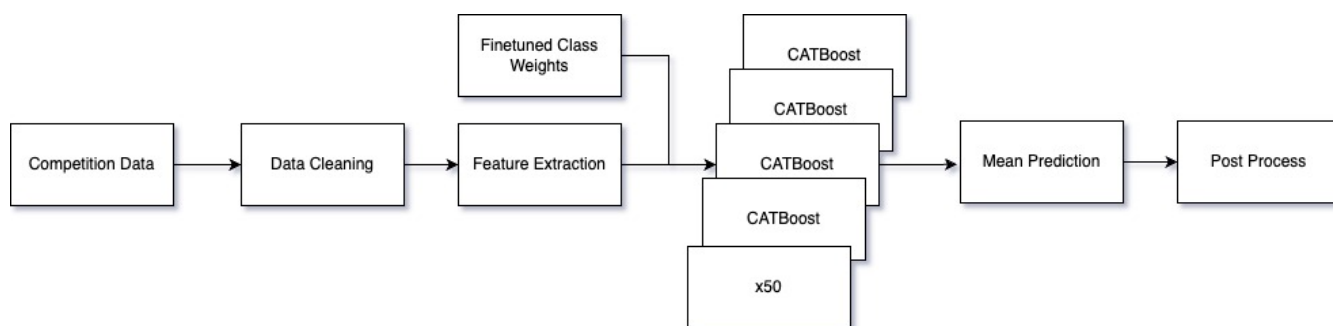 Finetuned Class
Weights
CATBoost
CATBoost
Competition Data
Data Cleaning
Feature Extraction
CATBoost
Mean Prediction
Post Process
CATBoost
x50